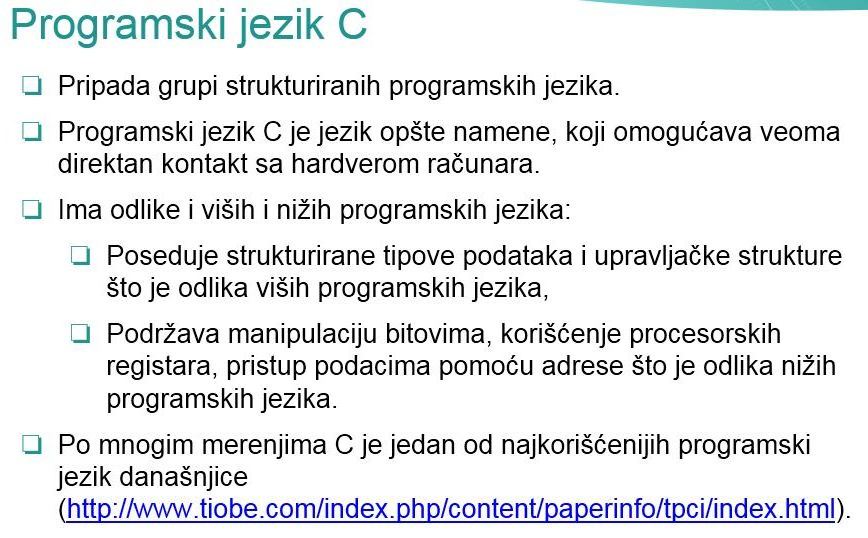 Programski jezik C
Pripada grupi strukturiranih programskih jezika.
Programski jezik C je jezik opšte namene, koji omogućava veoma
direktan kontakt sa hardverom računara.
Ima odlike i viših i nižih programskih jezika:
Poseduje strukturirane tipove podataka i upravljačke strukture
što je odlika viših programskih jezika,
Podržava manipulaciju bitovima, korišćenje procesorskih
registara, pristup podacima pomoću adrese što je odlika nižih
programskih jezika.
Po mnogim merenjima C je jedan od najkorišćenijih programski
jezik današnjice
(http://www.tiobe.com/index.php/content/paperinfo/tpci/index.html).